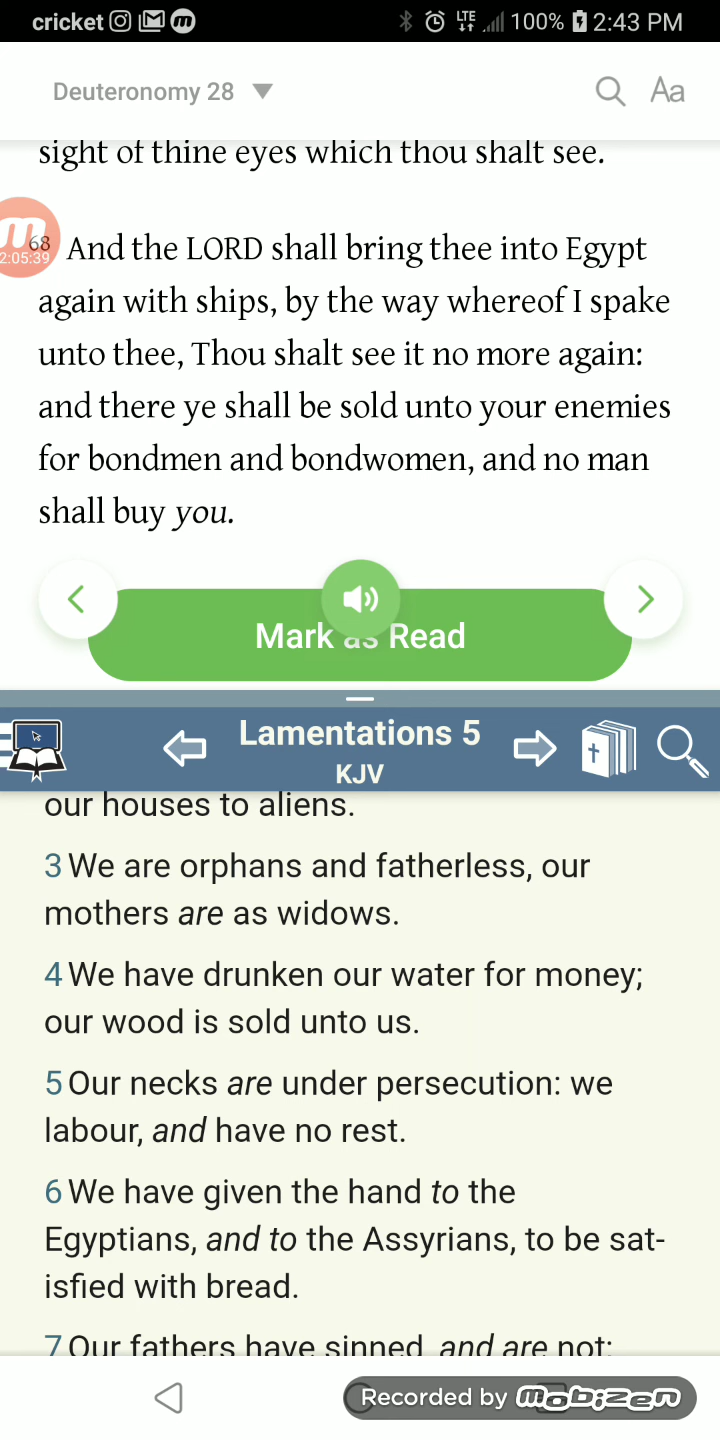 cricket 100% 2:43 PM
LTE
Deuteronomy 28 Aa
sight of thine eyes which thou shalt see.
68 And the LORD shall bring thee into Egypt
2:05:39
again with ships, by the way whereof I spake
unto thee, Thou shalt see it no more again:
and there ye shall be sold unto your enemies
for bondmen and bondwomen, and no man
shall buy you.
Mark as Read
Lamentations 5
KJV
our houses to aliens.
3 We are orphans and fatherless, our
mothers are as widows.
4 We have drunken our water for money;
our wood is sold unto us.
5 Our necks are under persecution: we
labour, and have no rest.
6 We have given the hand to the
Egyptians, and to the Assyrians, to be sat-
isfied with bread.
7 Our fathers have sinned, and are not;
Recorded by mobizen